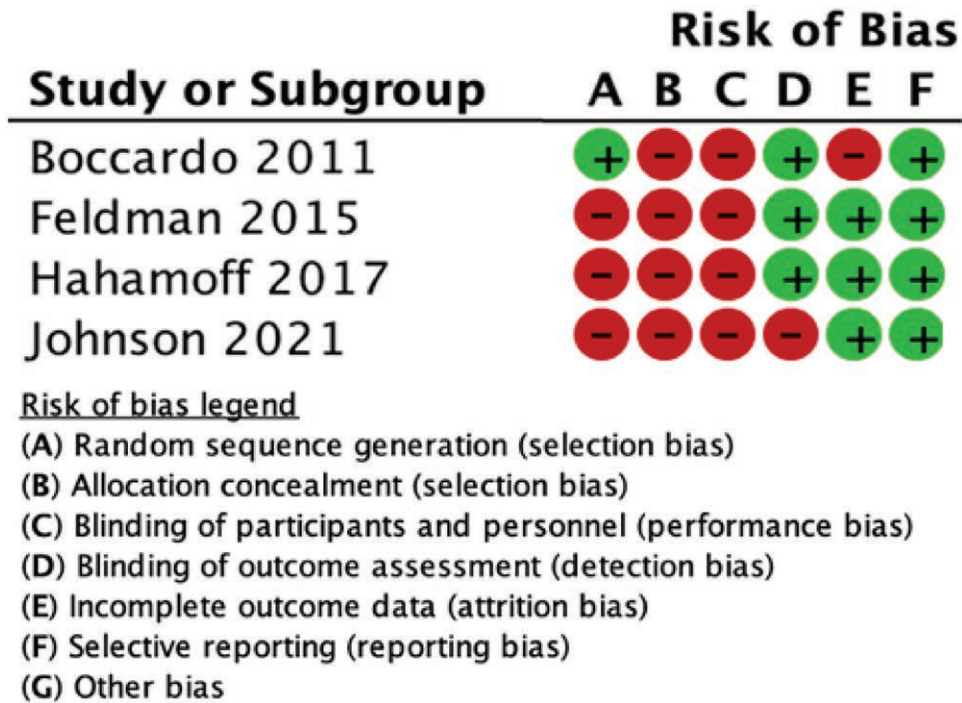 Risk of Bias
Study or Subgroup A B C D E F
Boccardo 2011 + - - + - +
Feldman 2015 - - - + + +
Hahamoff 2017 - - - + + +
Johnson 2021 - - - - + +
Risk of bias legend
(A) Random sequence generation (selection bias)
(B) Allocation concealment (selection bias)
(C) Blinding of participants and personnel (performance bias)
(D) Blinding of outcome assessment (detection bias)
(E) Incomplete outcome data (attrition bias)
(F) Selective reporting (reporting bias)
(G) Other bias